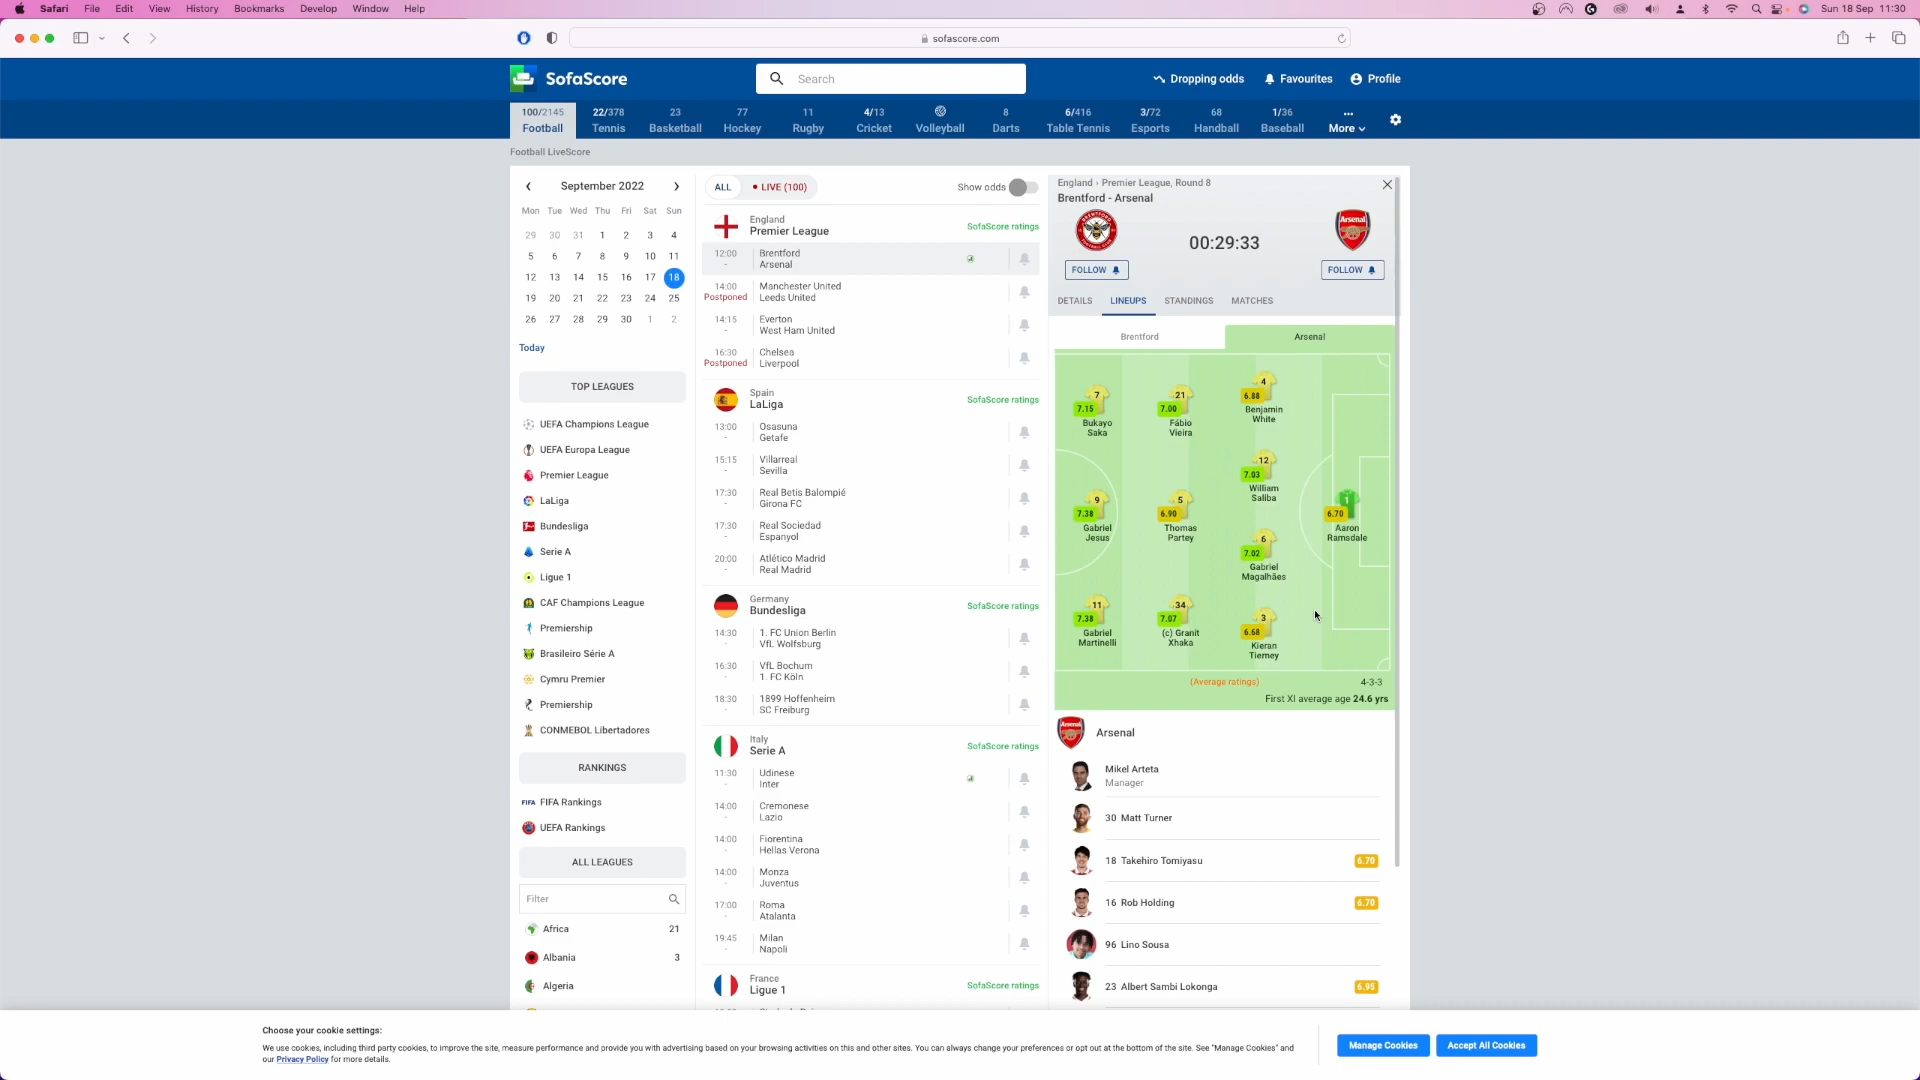 Safari File Edit View History Bookmarks Develop Window Help
Sun 18 Sep 11:30
sofascore.com
SofaScore
Search
Dropping odds
Favourites
Profile
100/2145
Football
22/378
Tennis
23
Basketball
77
Hockey
11
Rugby
4/13
Cricket
Volleyball
8
Darts
6/416
Table Tennis
3/72
Esports
68
Handball
1/36
Baseball
More
Football LiveScore
September 2022
Mon Tue Wed Thu Fri Sat Sun
29 30 31 1 2 3 4
5 6 7 8 9 10 11
12 13 14 15 16 17 18
19 20 21 22 23 24 25
26 27 28 29 30 1 2
Today
TOP LEAGUES
UEFA Champions League
UEFA Europa League
Premier League
LaLiga
Bundesliga
Serie A
Ligue 1
CAF Champions League
Premiership
Brasileiro Série A
Cymru Premier
Premiership
CONMEBOL Libertadores
RANKINGS
FIFA FIFA Rankings
UEFA Rankings
ALL LEAGUES
Filter
Africa 21
Albania 3
Algeria
ALL
LIVE (100)
Show odds
England
Premier League
SofaScore ratings
12:00 Brentford
- Arsenal
14:00 Manchester United
Postponed Leeds United
14:15 Everton
- West Ham United
16:30 Chelsea
Postponed Liverpool
Spain
LaLiga
SofaScore ratings
13:00 Osasuna
- Getafe
15:15 Villarreal
- Sevilla
17:30 Real Betis Balompié
- Girona FC
17:30 Real Sociedad
- Espanyol
20:00 Atlético Madrid
- Real Madrid
Germany
Bundesliga
SofaScore ratings
14:30 1. FC Union Berlin
- VfL Wolfsburg
16:30 VfL Bochum
- 1. FC Köln
18:30 1899 Hoffenheim
- SC Freiburg
Italy
Serie A
SofaScore ratings
11:30 Udinese
- Inter
14:00 Cremonese
- Lazio
14:00 Fiorentina
- Hellas Verona
14:00 Monza
- Juventus
17:00 Roma
- Atalanta
19:45 Milan
- Napoli
France
Ligue 1
SofaScore ratings
England › Premier League, Round 8
Brentford - Arsenal
00:29:33
Arsenal
FOLLOW
FOLLOW
DETAILS LINEUPS STANDINGS MATCHES
Brentford Arsenal
7
7.15
Bukayo
Saka
21
7.00
Fábio
Vieira
4
6.88
Benjamin
White
12
7.03
William
Saliba
9
7.38
Gabriel
Jesus
5
6.90
Thomas
Partey
1
6.70
Aaron
Ramsdale
6
7.02
Gabriel
Magalhães
11
7.38
Gabriel
Martinelli
34
7.07
(c) Granit
Xhaka
3
6.68
Kieran
Tierney
(Average ratings)
4-3-3
First XI average age 24.6 yrs
Arsenal
Arsenal
Mikel Arteta
Manager
30 Matt Turner
18 Takehiro Tomiyasu 6.70
16 Rob Holding 6.70
96 Lino Sousa
23 Albert Sambi Lokonga 6.95
Choose your cookie settings:
We use cookies, including third party cookies, to improve the site, measure performance and provide you with advertising based on your browsing activities on this and other sites. You can always change your preferences or opt out at the bottom of the site. See "Manage Cookies" and
our Privacy Policy for more details.
Manage Cookies
Accept All Cookies